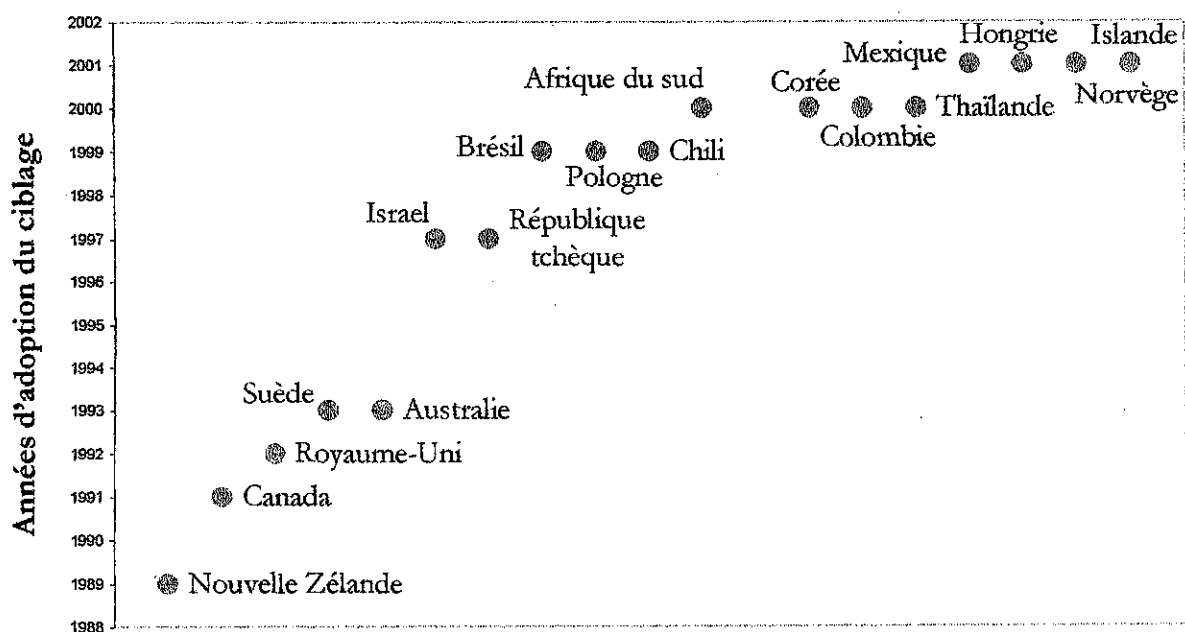 Années d'adoption du ciblage
2002
2001
2000
1999
1998
1997
1996
1995
1994
1993
1992
1991
1990
1989
1988
Nouvelle Zélande
Canada
Royaume-Uni
Suède
Australie
Israel
République
tchèque
Brésil
Pologne
Chili
Afrique du sud
Corée
Colombie
Thaïlande
Mexique
Hongrie
Islande
Norvège